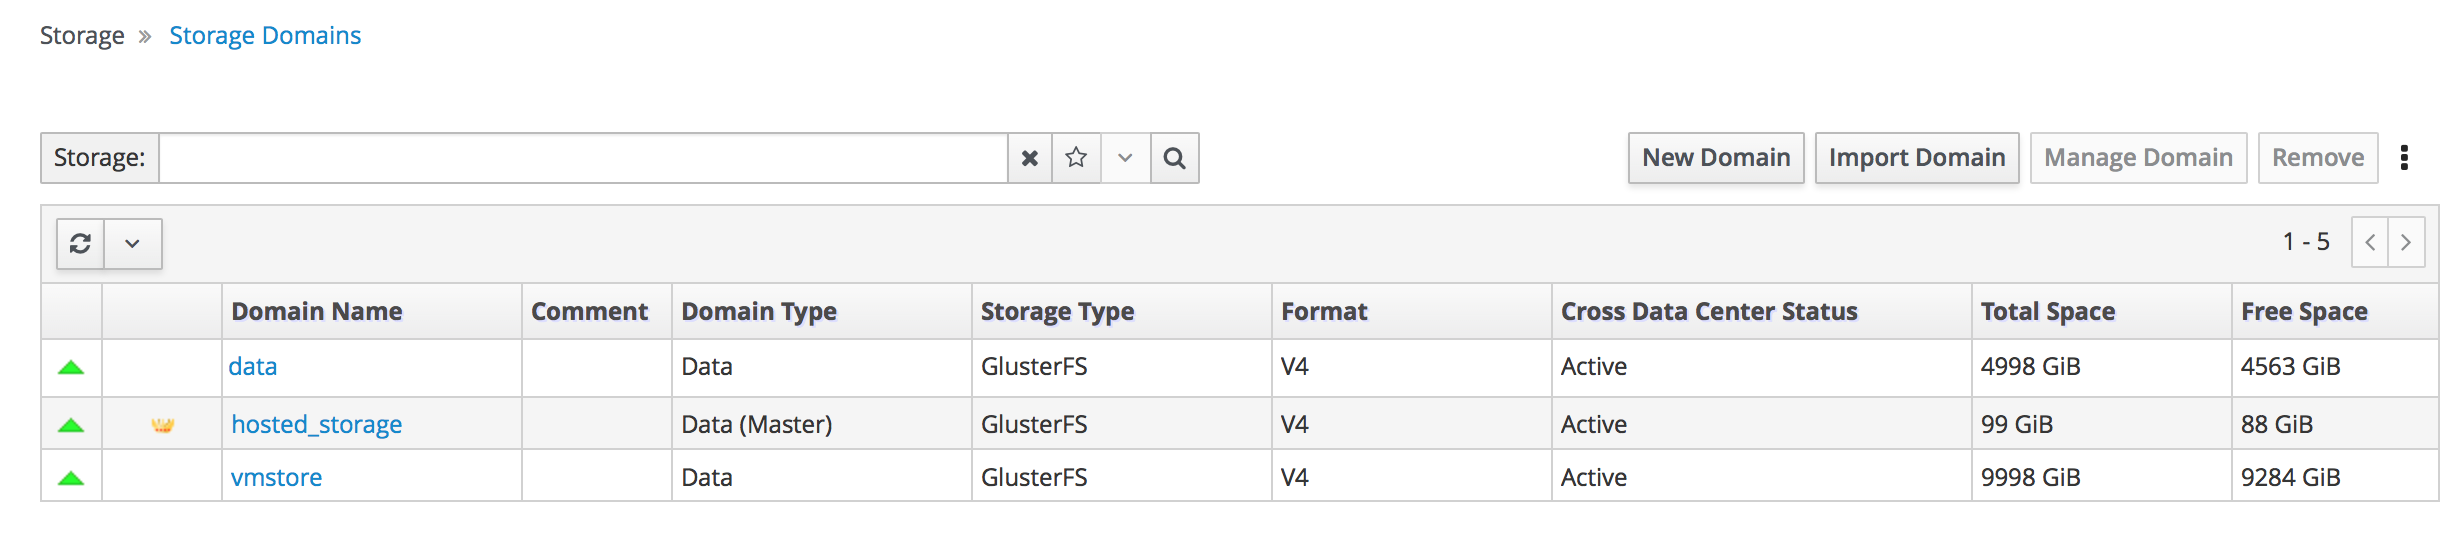 Storage » Storage Domains
Storage: New Domain Import Domain Manage Domain Remove
1 - 5
Domain Name Comment Domain Type Storage Type Format Cross Data Center Status Total Space Free Space
data Data GlusterFS V4 Active 4998 GiB 4563 GiB
hosted_storage Data (Master) GlusterFS V4 Active 99 GiB 88 GiB
vmstore Data GlusterFS V4 Active 9998 GiB 9284 GiB